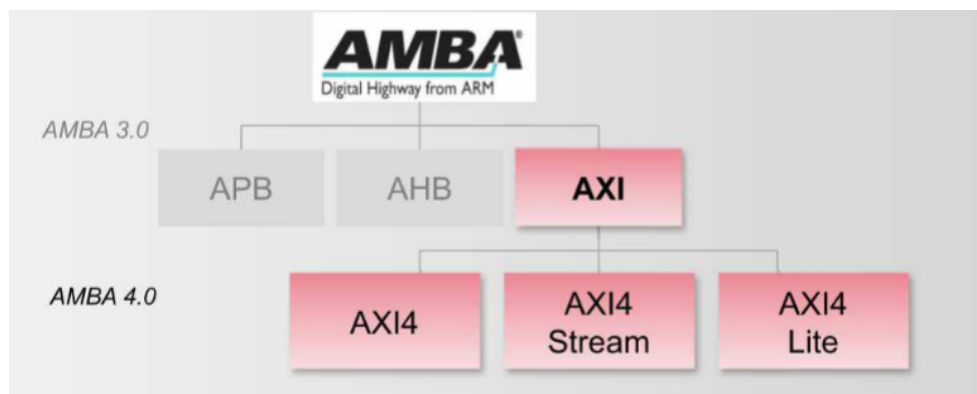 AMBA®
Digital Highway from ARM
AMBA 3.0
APB
AHB
AXI
AMBA 4.0
AXI4
AXI4
Stream
AXI4
Lite